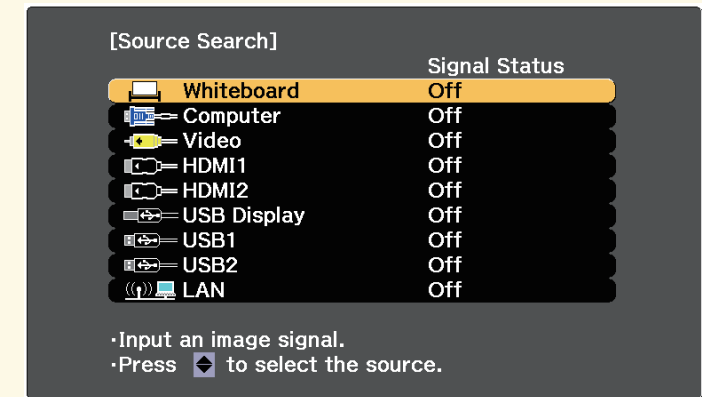 [Source Search]
Signal Status
Whiteboard Off
Computer Off
Video Off
HDMI1 Off
HDMI2 Off
USB Display Off
USB1 Off
USB2 Off
LAN Off
·Input an image signal.
·Press to select the source.